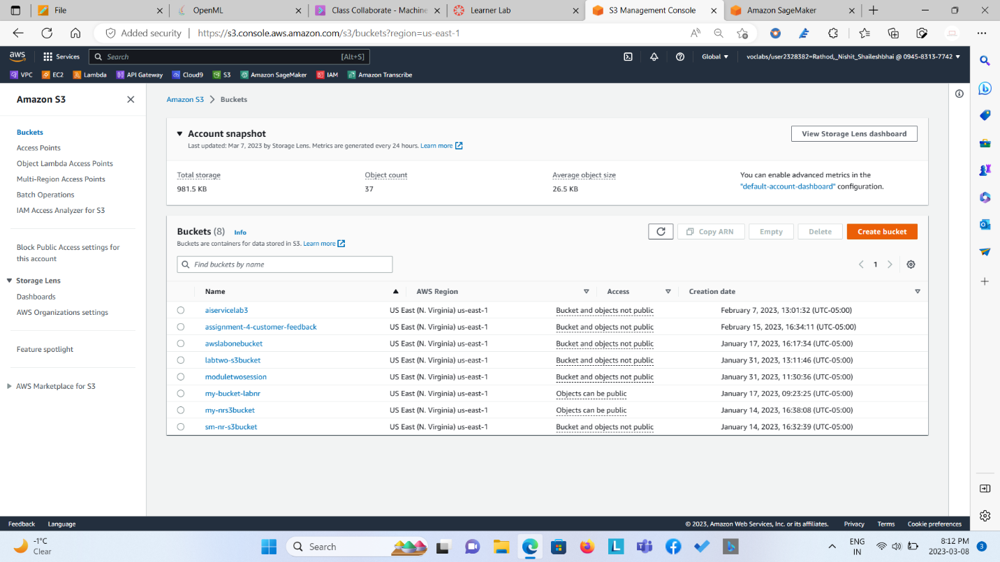 File
OpenML
Class Collaborate - Machine
Learner Lab
S3 Management Console
Amazon SageMaker
Added security
https://s3.console.aws.amazon.com/s3/buckets?region=us-east-1
aws
Services
Search
[Alt+S]
Global
voclabs/user2328382=Rathod,_Nishit_Shaileshbhai @ 0945-8313-7742
VPC
EC2
Lambda
API Gateway
Cloud9
S3
Amazon SageMaker
IAM
Amazon Transcribe
Amazon S3
Buckets
Access Points
Object Lambda Access Points
Multi-Region Access Points
Batch Operations
IAM Access Analyzer for S3
Block Public Access settings for
this account
Storage Lens
Dashboards
AWS Organizations settings
Feature spotlight
AWS Marketplace for S3
Amazon S3 > Buckets
Account snapshot
Last updated: Mar 7, 2023 by Storage Lens. Metrics are generated every 24 hours. Learn more
View Storage Lens dashboard
Total storage
981.5 KB
Object count
37
Average object size
26.5 KB
You can enable advanced metrics in the
"default-account-dashboard" configuration.
Buckets (8) Info
Buckets are containers for data stored in S3. Learn more
Copy ARN
Empty
Delete
Create bucket
Find buckets by name
1
Name AWS Region Access Creation date
aiservicelab3 US East (N. Virginia) us-east-1 Bucket and objects not public February 7, 2023, 13:01:32 (UTC-05:00)
assignment-4-customer-feedback US East (N. Virginia) us-east-1 Bucket and objects not public February 15, 2023, 16:34:11 (UTC-05:00)
awslabonebucket US East (N. Virginia) us-east-1 Bucket and objects not public January 17, 2023, 16:17:34 (UTC-05:00)
labtwo-s3bucket US East (N. Virginia) us-east-1 Bucket and objects not public January 31, 2023, 13:11:46 (UTC-05:00)
moduletwosession US East (N. Virginia) us-east-1 Bucket and objects not public January 31, 2023, 11:30:36 (UTC-05:00)
my-bucket-labnr US East (N. Virginia) us-east-1 Objects can be public January 17, 2023, 09:23:25 (UTC-05:00)
my-nrs3bucket US East (N. Virginia) us-east-1 Objects can be public January 14, 2023, 16:38:08 (UTC-05:00)
sm-nr-s3bucket US East (N. Virginia) us-east-1 Bucket and objects not public January 14, 2023, 16:32:39 (UTC-05:00)
Feedback
Language
© 2023, Amazon Web Services, Inc. or its affiliates.
Privacy
Terms
Cookie preferences
-1°C
Clear
Search
ENG
IN
8:12 PM
2023-03-08
3